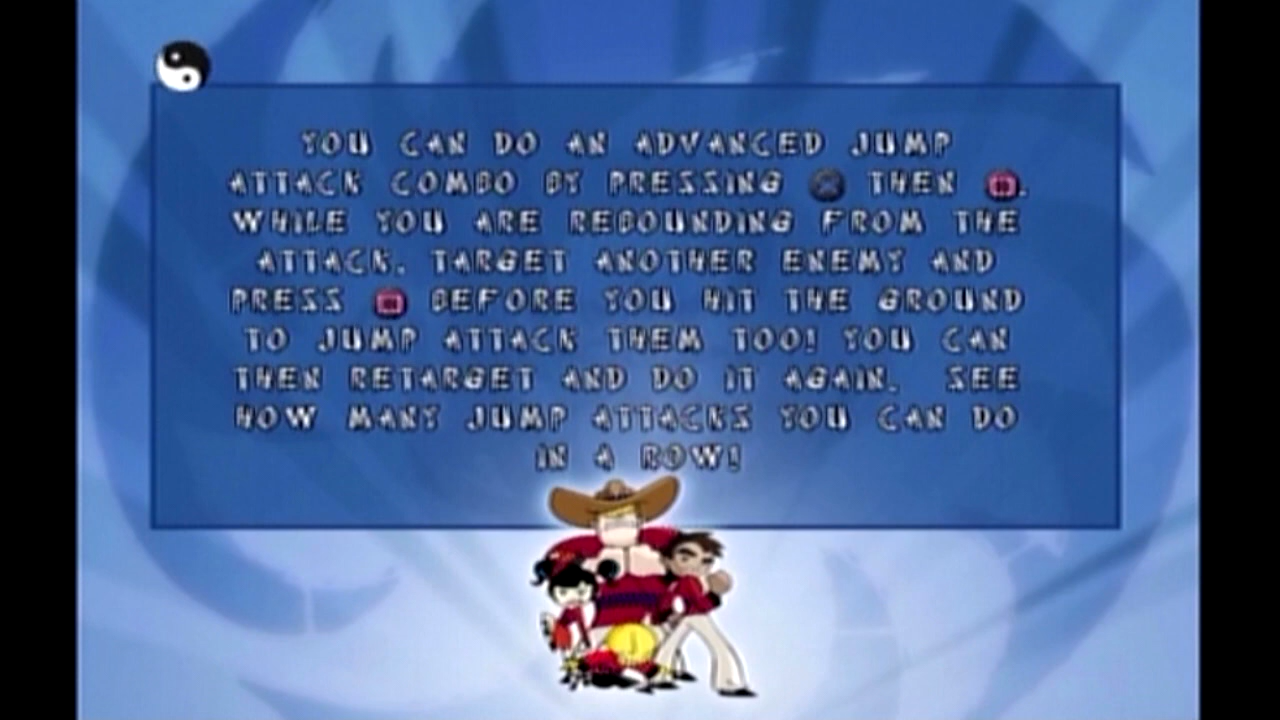 YOU CAN DO AN ADVANCED JUMP
ATTACK COMBO BY PRESSING Ⓧ THEN ▢.
WHILE YOU ARE REBOUNDING FROM THE
ATTACK, TARGET ANOTHER ENEMY AND
PRESS ▢ BEFORE YOU HIT THE GROUND
TO JUMP ATTACK THEM TOO! YOU CAN
THEN RETARGET AND DO IT AGAIN. SEE
HOW MANY JUMP ATTACKS YOU CAN DO
IN A ROW!